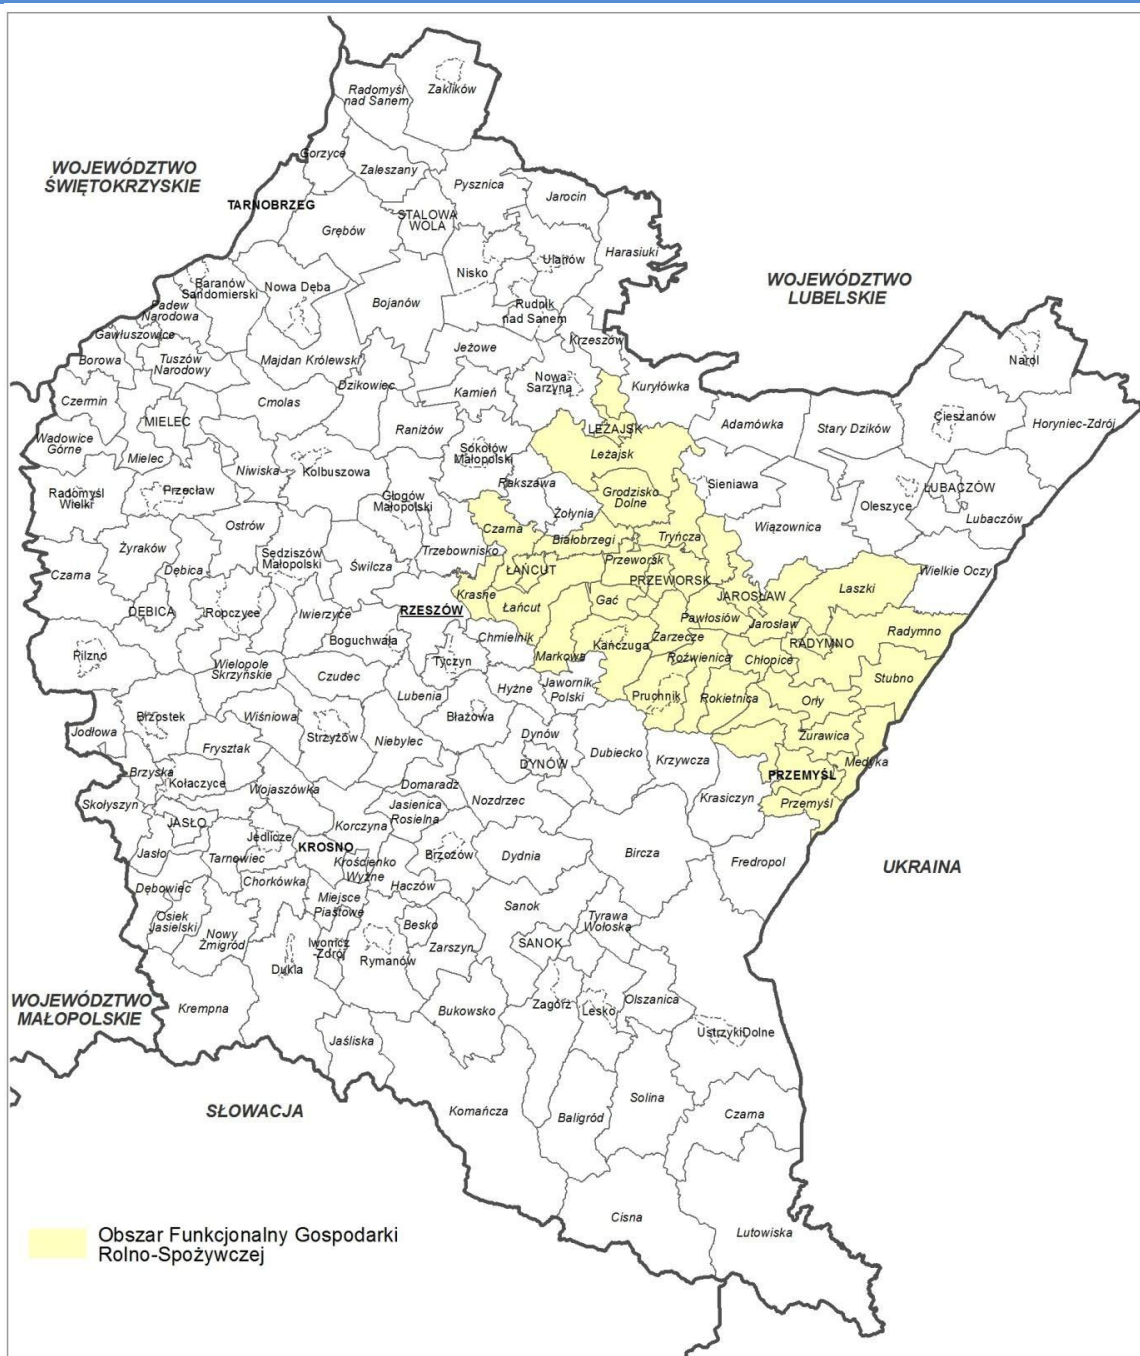 Zaklików
Radomyśl
nad Sanem
Gorzyce
WOJEWÓDZTWO
ŚWIĘTOKRZYSKIE
Zaleszany
Pysznica
Jarocin
TARNOBRZEG
STALOWA
WOLA
Grębów
Harasiuki
Ulanów
Nisko
WOJEWÓDZTWO
LUBELSKIE
Baranów
Sandomierski
Nowa Dęba
Bojanów
Rudnik
nad Sanem
Padew
Narodowa
Gawłuszowice
Krzeszów
Jeżowe
Borowa
Tuszów
Narodowy
Majdan Królewski
Narol
Dzikowiec
Kamień
Nowa
Sarzyna
Kuryłówka
Czermin
Cmolas
MIELEC
Raniżów
LEŻAJSK
Adamówka
Stary Dzików
Cieszanów
Horyniec-Zdrój
Wadowice
Górne
Mielec
Niwiska
Kolbuszowa
Sokołów
Małopolski
Leżajsk
Radomyśl
Wielki
Przecław
Głogów
Małopolski
Rakszawa
Grodzisko
Dolne
Sieniawa
Oleszyce
LUBACZÓW
Ostrów
Żołynia
Wiązownica
Lubaczów
Czarna
Żyraków
Sędziszów
Małopolski
Trzebownisko
Białobrzegi
Tryńcza
Czarna
Dębica
Świlcza
ŁAŃCUT
Przeworsk
PRZEWORSK
Wielkie Oczy
DĘBICA
Ropczyce
Iwierzyce
RZESZÓW
Krasne
Łańcut
Gać
JAROSŁAW
Laszki
Boguchwała
Chmielnik
Kańczuga
Pawłosiów
Jarosław
Zarzecze
RADYMNO
Radymno
Pilzno
Wielopole
Skrzyńskie
Czudec
Tyczyn
Markowa
Roźwienica
Chłopice
Lubenia
Hyżne
Jawornik
Polski
Pruchnik
Rokietnica
Stubno
Orły
Brzostek
Wiśniowa
Strzyżów
Błażowa
Jodłowa
Frysztak
Niebylec
Dynów
DYNÓW
Dubiecko
Krzywcza
Żurawica
Medyka
Brzyska
Kołaczyce
Wojaszówka
Domaradz
PRZEMYŚL
Skołyszyn
Jasienica
Rosielna
Nozdrzec
Krasiczyn
Przemyśl
JASŁO
Jedlicze
Korczyna
KROSNO
Jasło
Tarnowiec
Krościenko
Wyżne
Brzozów
Dydnia
Bircza
Fredropol
UKRAINA
Dębowiec
Chorkówka
Haczów
Osiek
Jasielski
Miejsce
Piastowe
Sanok
Nowy
Żmigród
Besko
Tyrawa
Wołoska
Iwonicz
-Zdrój
Rymanów
Zarszyn
SANOK
Dukla
WOJEWÓDZTWO
MAŁOPOLSKIE
Krempna
Bukowsko
Zagórz
Lesko
Olszanica
Ustrzyki Dolne
Jaśliska
SŁOWACJA
Komańcza
Baligród
Solina
Czarna
Cisna
Lutowiska
Obszar Funkcjonalny Gospodarki
Rolno-Spożywczej